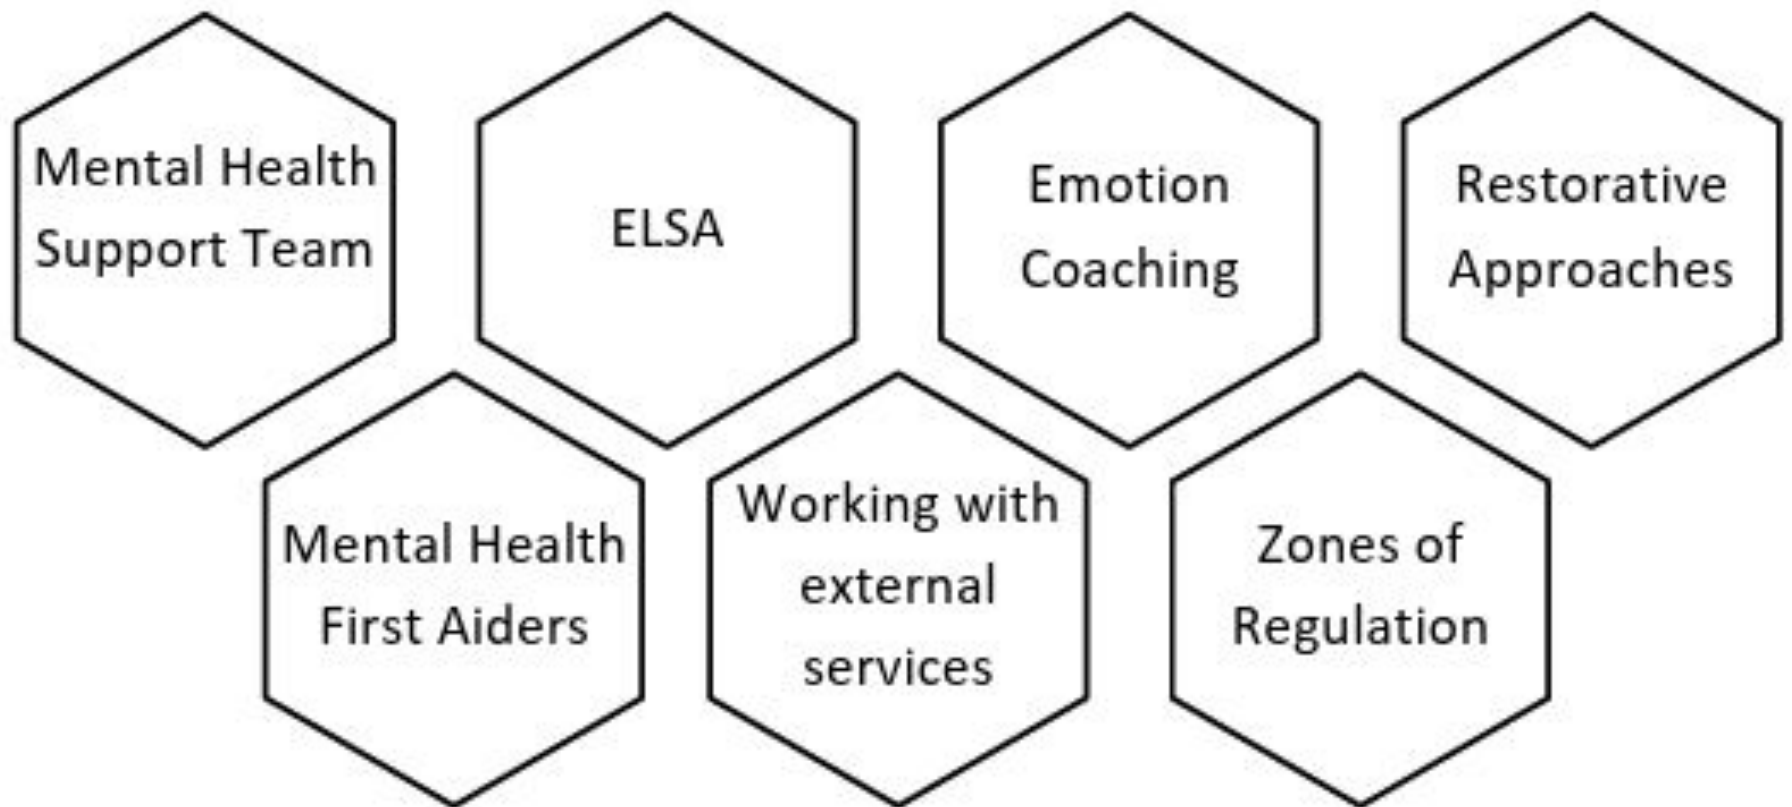 Mental Health
Support Team
ELSA
Emotion
Coaching
Restorative
Approaches
Mental Health
First Aiders
Working with
external
services
Zones of
Regulation